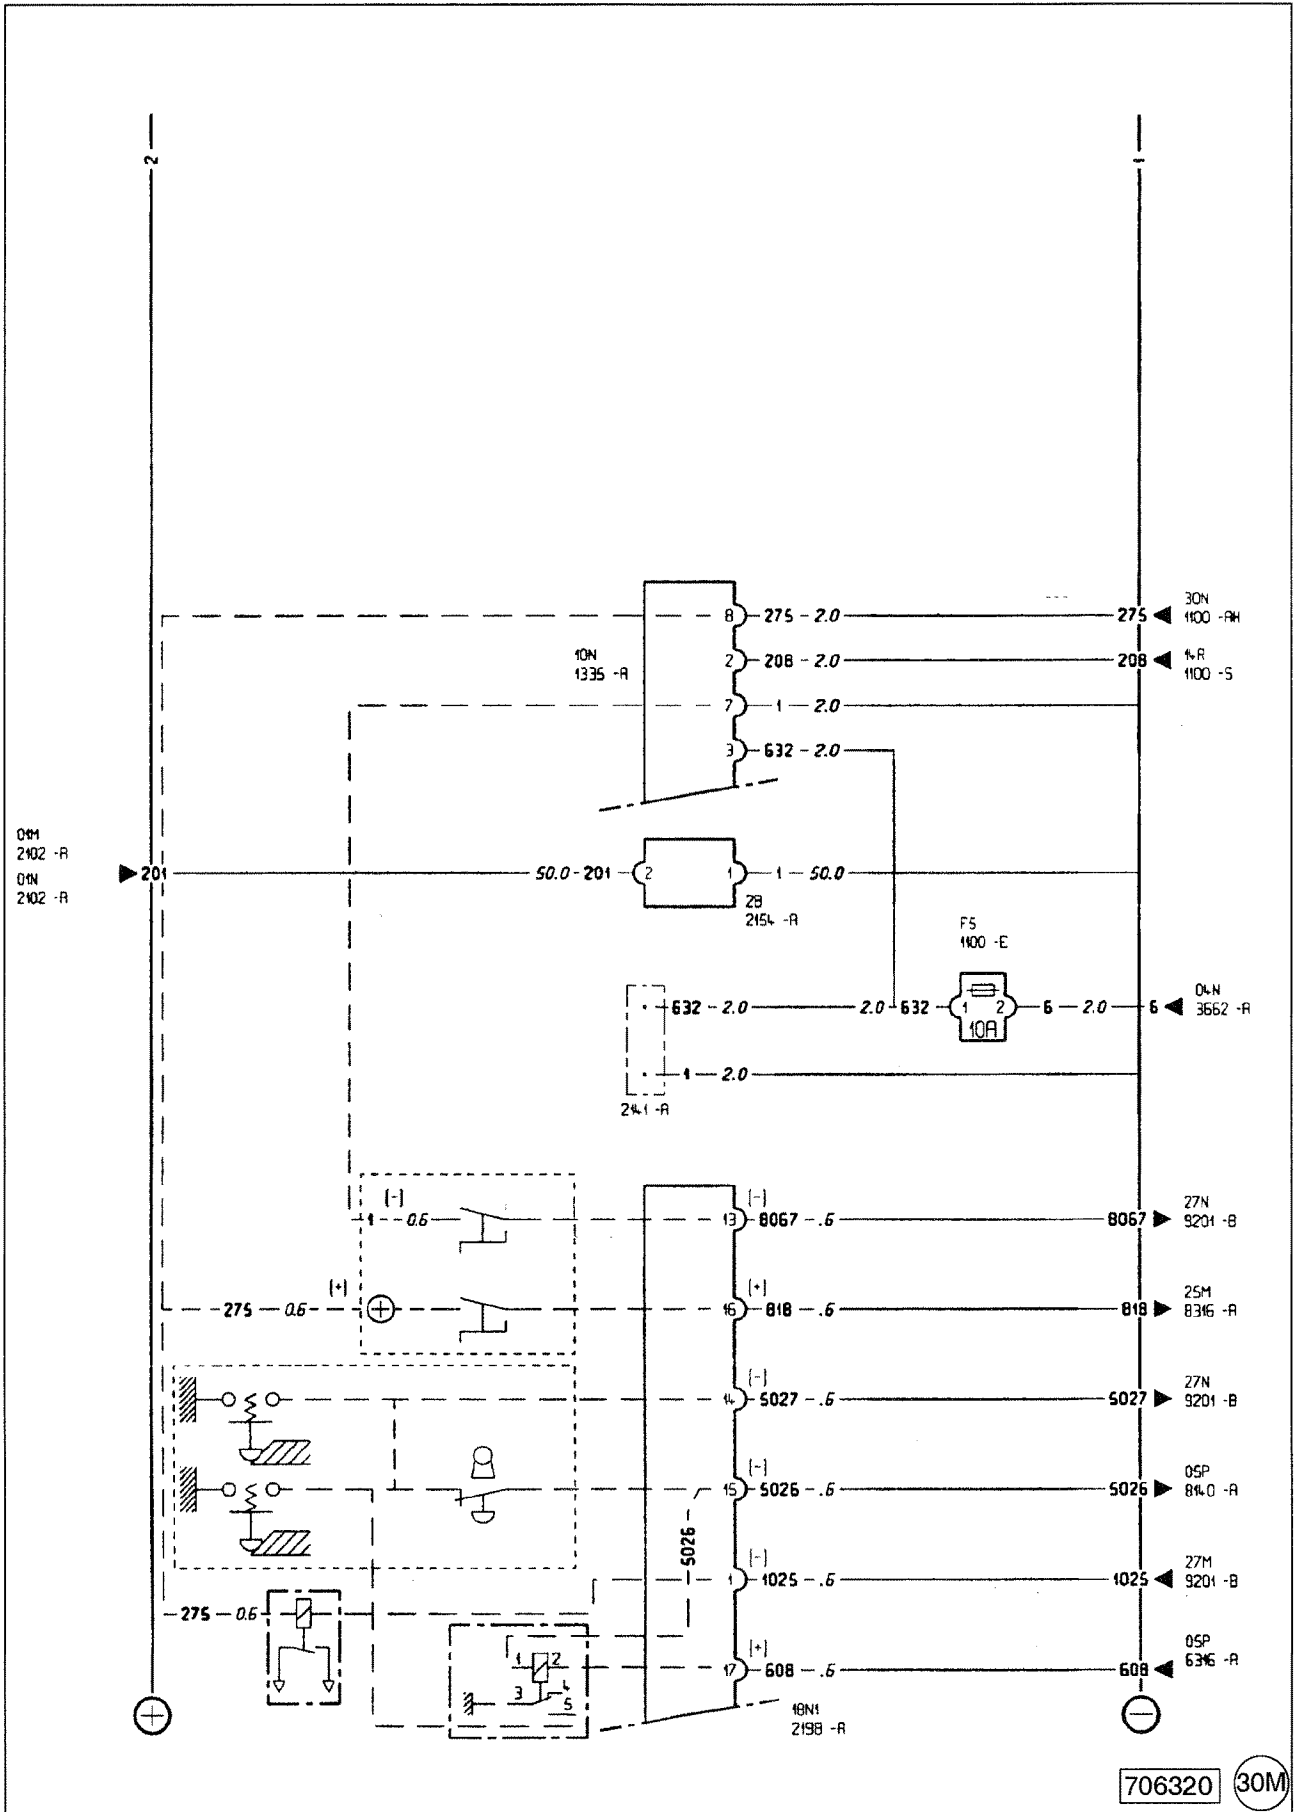 2
1
8 275 - 2.0 275
30N
1100 -AH
10N
1335 -A
2 208 - 2.0 208
14R
1100 -S
7 1 - 2.0
3 632 - 2.0
01M
2102 -A
01N
2102 -A
201 50.0 - 201 2 1 1 - 50.0
2B
2154 -A
F5
1100 -E
632 - 2.0 2.0 - 632 1 2 6 - 2.0 6
10A
04N
3662 -A
1 - 2.0
2141 -A
(-) (-)
1 - 0.6 13 8067 - .6 8067
27N
9201 -B
(+) (+)
275 - 0.6 16 818 - .6 818
25M
8316 -A
(-)
14 5027 - .6 5027
27N
9201 -B
(-)
15 5026 - .6 5026
05P
8140 -A
5026
(-)
1 1025 - .6 1025
27M
9201 -B
275 - 0.6
(+)
1 2 17 608 - .6 608
05P
6316 -A
3 4
5
18N1
2198 -A
706320 30M